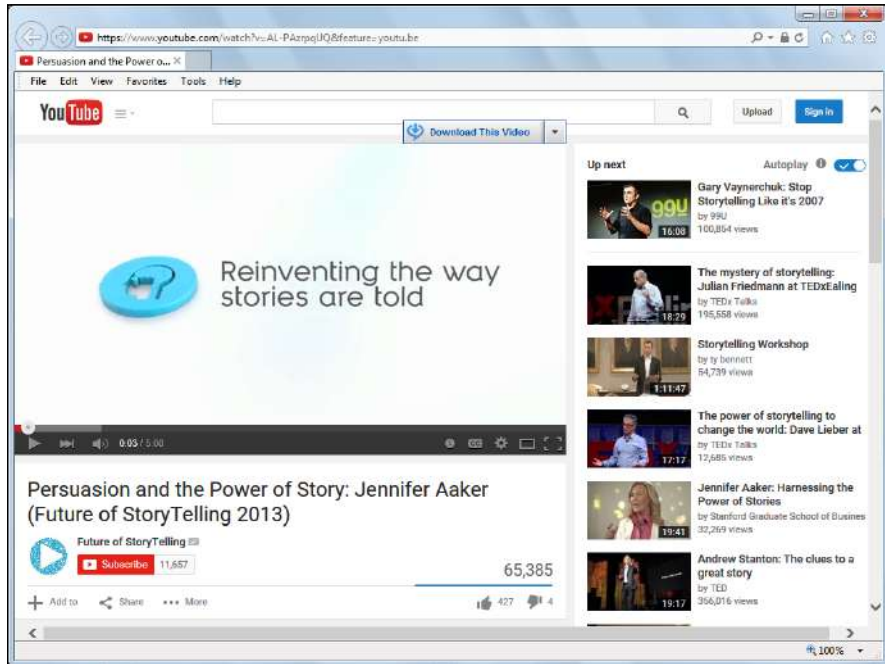 https://www.youtube.com/watch?v=AL-PAzrpqUQ&feature=youtu.be
Persuasion and the Power o...
File Edit View Favorites Tools Help
YouTube
Upload
Sign in
Download This Video
Reinventing the way
stories are told
0:03 / 5:00
Persuasion and the Power of Story: Jennifer Aaker
(Future of StoryTelling 2013)
Future of StoryTelling
Subscribe 11,657
65,385
Add to Share More
427 4
Up next Autoplay
99U
16:08
Gary Vaynerchuk: Stop
Storytelling Like it's 2007
by 99U
100,854 views
18:29
The mystery of storytelling:
Julian Friedmann at TEDxEaling
by TEDx Talks
195,558 views
1:11:47
Storytelling Workshop
by ty bennett
54,739 views
17:17
The power of storytelling to
change the world: Dave Lieber at
by TEDx Talks
12,685 views
19:41
Jennifer Aaker: Harnessing the
Power of Stories
by Stanford Graduate School of Busines
32,269 views
19:17
Andrew Stanton: The clues to a
great story
by TED
356,016 views
100%